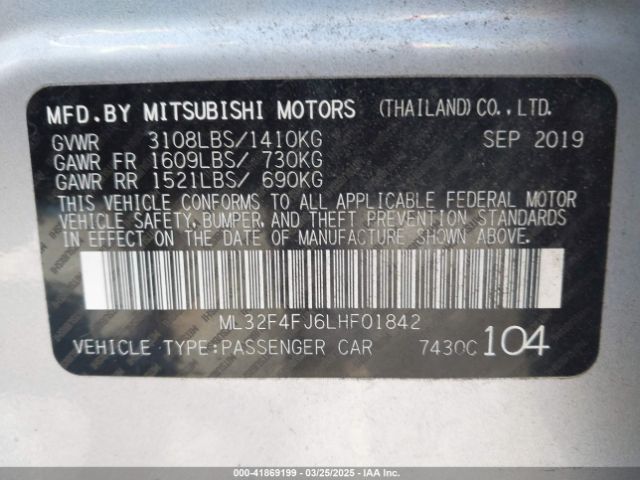 MFD.BY MITSUBISHI MOTORS (THAILAND)CO.,LTD.
GVWR 3108LBS/1410KG SEP 2019
GAWR FR 1609LBS/ 730KG
GAWR RR 1521LBS/ 690KG
THIS VEHICLE CONFORMS TO ALL APPLICABLE FEDERAL MOTOR
VEHICLE SAFETY, BUMPER, AND THEFT PREVENTION STANDARDS
IN EFFECT ON THE DATE OF MANUFACTURE SHOWN ABOVE.
ML32F4FJ6LHF01842
VEHICLE TYPE:PASSENGER CAR 7430C 104
00-41869199 — 03/25/2025 — IAA Inc.